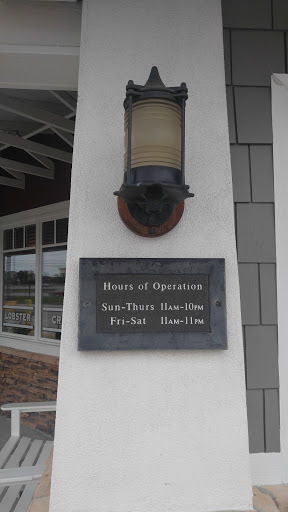 Hours of Operation
Sun-Thurs 11AM-10PM
Fri-Sat 11AM-11PM
LOBSTER